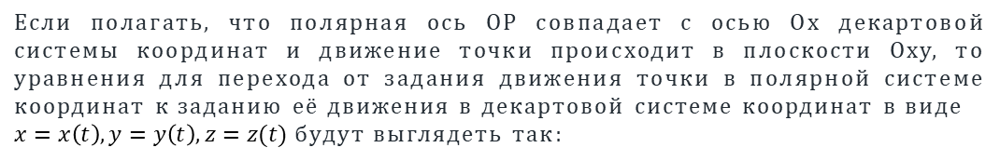 Если полагать, что полярная ось OP совпадает с осью Ox декартовой
системы координат и движение точки происходит в плоскости Oxy, то
уравнения для перехода от задания движения точки в полярной системе
координат к заданию её движения в декартовой системе координат в виде
x = x(t), y = y(t), z = z(t) будут выглядеть так: